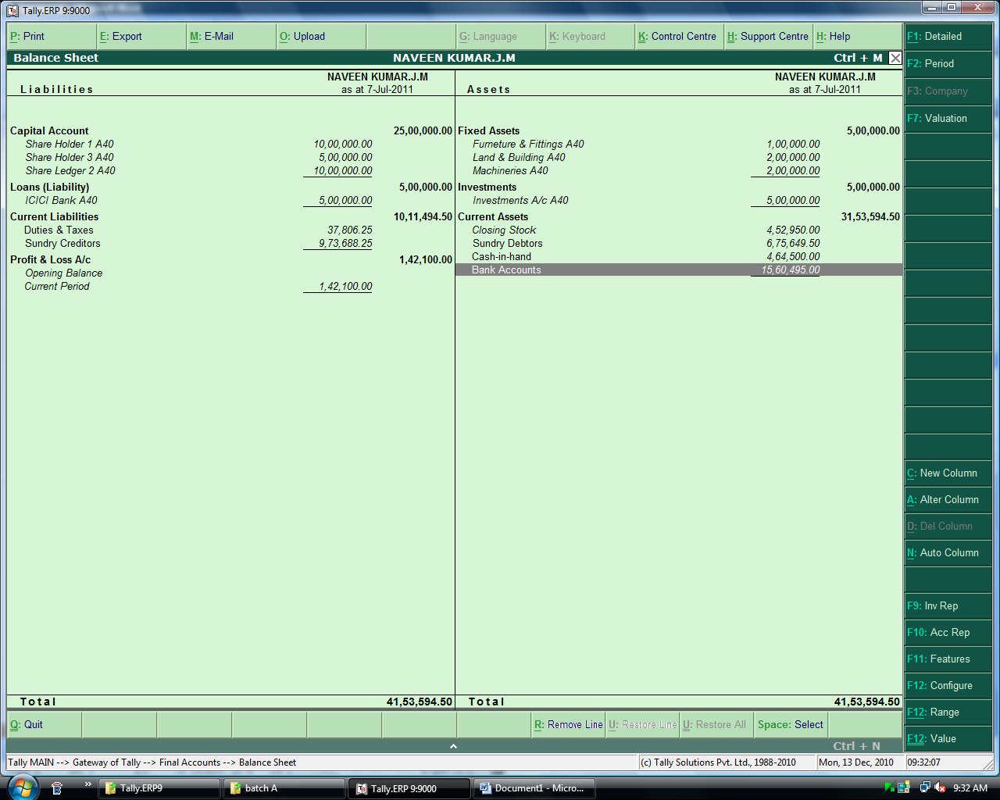 Tally.ERP 9:9000
P: Print E: Export M: E-Mail O: Upload G: Language K: Keyboard K: Control Centre H: Support Centre H: Help
Balance Sheet NAVEEN KUMAR.J.M Ctrl + M
Liabilities NAVEEN KUMAR.J.M as at 7-Jul-2011
Capital Account 25,00,000.00
Share Holder 1 A40 10,00,000.00
Share Holder 3 A40 5,00,000.00
Share Ledger 2 A40 10,00,000.00
Loans (Liability) 5,00,000.00
ICICI Bank A40 5,00,000.00
Current Liabilities 10,11,494.50
Duties & Taxes 37,806.25
Sundry Creditors 9,73,688.25
Profit & Loss A/c 1,42,100.00
Opening Balance
Current Period 1,42,100.00
Total 41,53,594.50
Assets NAVEEN KUMAR.J.M as at 7-Jul-2011
Fixed Assets 5,00,000.00
Furneture & Fittings A40 1,00,000.00
Land & Building A40 2,00,000.00
Machineries A40 2,00,000.00
Investments 5,00,000.00
Investments A/c A40 5,00,000.00
Current Assets 31,53,594.50
Closing Stock 4,52,950.00
Sundry Debtors 6,75,649.50
Cash-in-hand 4,64,500.00
Bank Accounts 15,60,495.00
Total 41,53,594.50
F1: Detailed
F2: Period
F3: Company
F7: Valuation
C: New Column
A: Alter Column
D: Del Column
N: Auto Column
F9: Inv Rep
F10: Acc Rep
F11: Features
F12: Configure
F12: Range
F12: Value
Q: Quit R: Remove Line U: Restore Line U: Restore All Space: Select
Ctrl + N
Tally MAIN --> Gateway of Tally --> Final Accounts --> Balance Sheet (c) Tally Solutions Pvt. Ltd., 1988-2010 Mon, 13 Dec, 2010 09:32:07
Tally.ERP9 batch A Tally.ERP 9:9000 Document1 - Micro... 9:32 AM